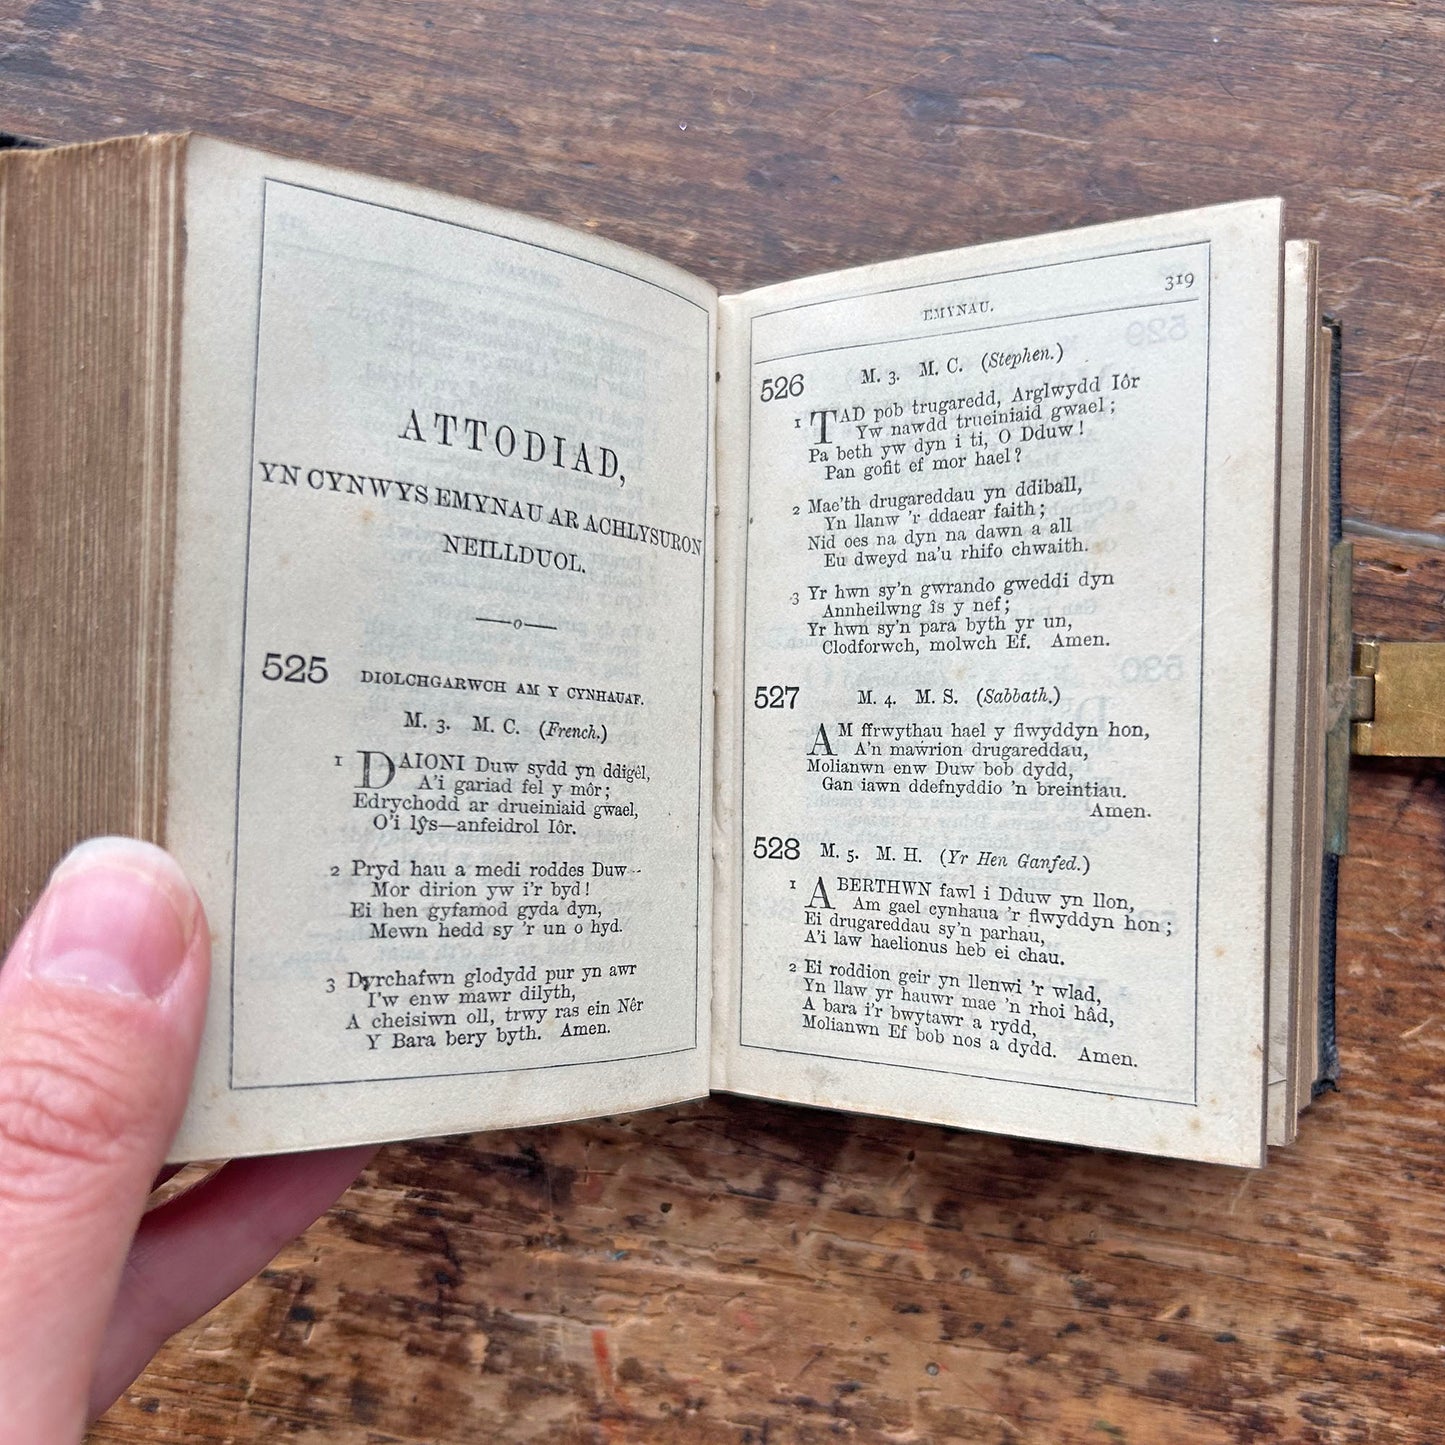 ATTODIAD,
YN CYNWYS EMYNAU AR ACHLYSURON
NEILLDUOL.
525 DIOLCHGARWCH AM Y CYNHAUAF.
M. 3. M. C. (French.)
1 DAIONI Duw sydd yn ddigêl,
A'i gariad fel y môr;
Edrychodd ar drueiniaid gwael,
O'i lŷs—anfeidrol Iôr.
2 Pryd hau a medi roddes Duw
Mor dirion yw i'r byd!
Ei hen gyfamod gyda dyn,
Mewn hedd sy 'r un o hyd.
3 Dyrchafwn glodydd pur yn awr
I'w enw mawr dilyth,
A cheisiwn oll, trwy ras ein Nêr
Y Bara bery byth. Amen.
EMYNAU. 319
526 M. 3. M. C. (Stephen.)
1 TAD pob trugaredd, Arglwydd Iôr
Yw nawdd trueiniaid gwael;
Pa beth yw dyn i ti, O Dduw!
Pan gofit ef mor hael?
2 Mae'th drugareddau yn ddiball,
Yn llanw 'r ddaear faith;
Nid oes na dyn na dawn a all
Eu dweyd na'u rhifo chwaith.
3 Yr hwn sy'n gwrando gweddi dyn
Annheilwng îs y nef;
Yr hwn sy'n para byth yr un,
Clodforwch, molwch Ef. Amen.
527 M. 4. M. S. (Sabbath.)
AM ffrwythau hael y flwyddyn hon,
A'n mawrion drugareddau,
Molianwn enw Duw bob dydd,
Gan iawn ddefnyddio 'n breintiau.
Amen.
528 M. 5. M. H. (Yr Hen Ganfed.)
1 ABERTHWN fawl i Dduw yn llon,
Am gael cynhaua 'r flwyddyn hon;
Ei drugareddau sy'n parhau,
A'i law haelionus heb ei chau.
2 Ei roddion geir yn llenwi 'r wlad,
Yn llaw yr hauwr mae 'n rhoi hâd,
A bara i'r bwytawr a rydd,
Molianwn Ef bob nos a dydd. Amen.